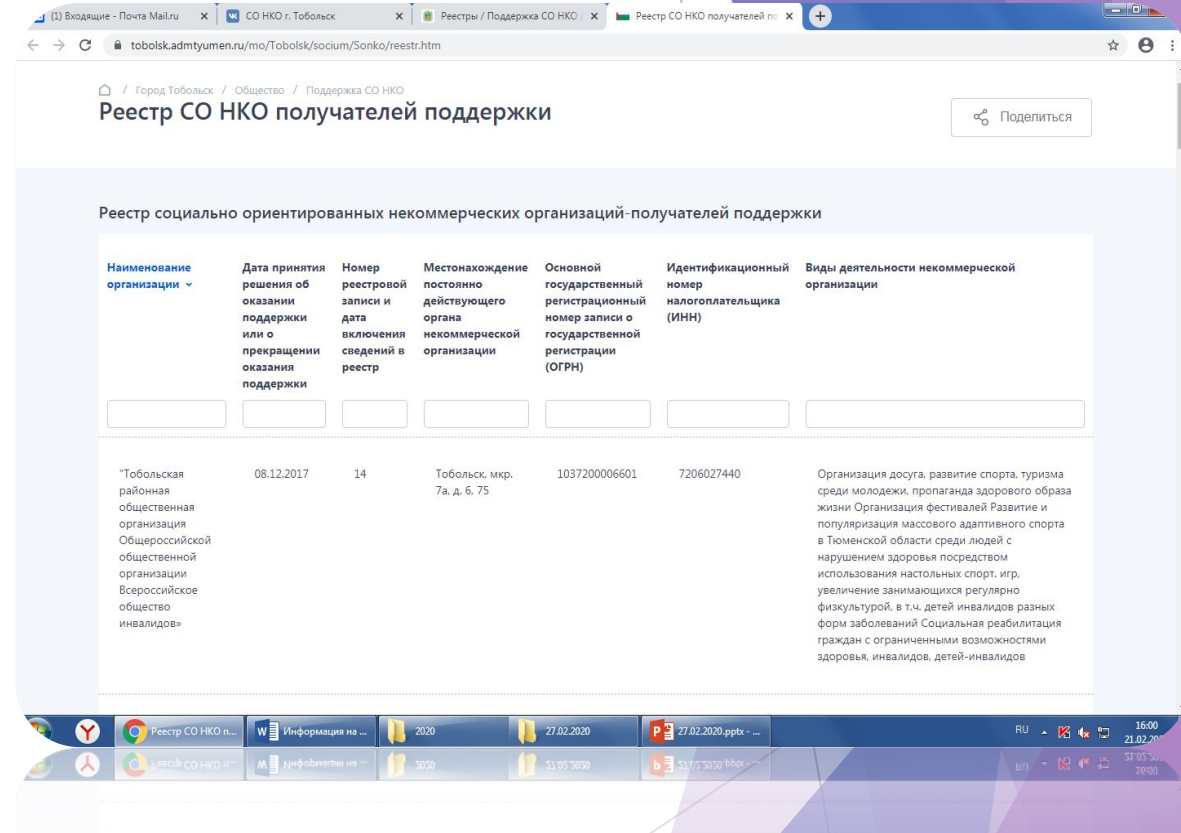 (1) Входящие - Почта Mail.ru
СО НКО г. Тобольск
Реестры / Поддержка СО НКО /
Реестр СО НКО получателей по
tobolsk.admtyumen.ru/mo/Tobolsk/socium/Sonko/reestr.htm
/ Город Тобольск / Общество / Поддержка СО НКО
Реестр СО НКО получателей поддержки
Поделиться
Реестр социально ориентированных некоммерческих организаций-получателей поддержки
Наименование
организации
Дата принятия
решения об
оказании
поддержки
или о
прекращении
оказания
поддержки
Номер
реестровой
записи и
дата
включения
сведений в
реестр
Местонахождение
постоянно
действующего
органа
некоммерческой
организации
Основной
государственный
регистрационный
номер записи о
государственной
регистрации
(ОГРН)
Идентификационный
номер
налогоплательщика
(ИНН)
Виды деятельности некоммерческой
организации
"Тобольская
районная
общественная
организация
Общероссийской
общественной
организации
Всероссийское
общество
инвалидов»
08.12.2017
14
Тобольск, мкр.
7а, д. 6, 75
1037200006601
7206027440
Организация досуга, развитие спорта, туризма
среди молодежи, пропаганда здорового образа
жизни Организация фестивалей Развитие и
популяризация массового адаптивного спорта
в Тюменской области среди людей с
нарушением здоровья посредством
использования настольных спорт. игр,
увеличение занимающихся регулярно
физкультурой, в т.ч. детей инвалидов разных
форм заболеваний Социальная реабилитация
граждан с ограниченными возможностями
здоровья, инвалидов, детей-инвалидов
Реестр СО НКО п...
Информация на ...
2020
27.02.2020
27.02.2020.pptx - ...
RU
16:00
21.02.20